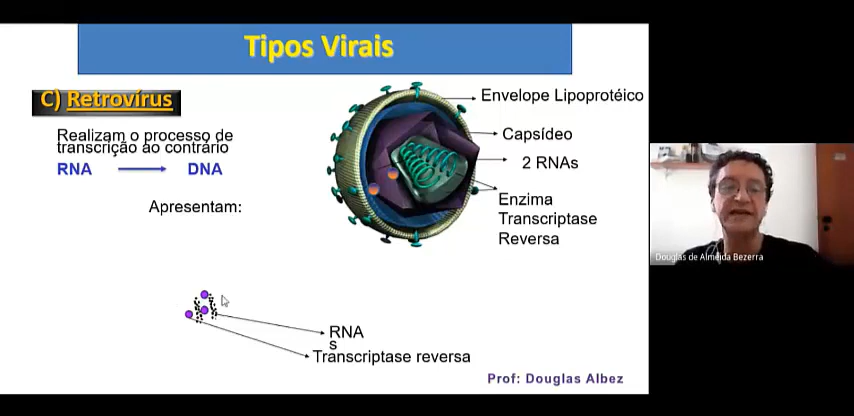 Tipos Virais
C) Retrovírus
Realizam o processo de
transcrição ao contrário
RNA DNA
Apresentam:
Envelope Lipoprotéico
Capsídeo
2 RNAs
Enzima
Transcriptase
Reversa
RNA
s
Transcriptase reversa
Prof: Douglas Albez
Douglas de Almeida Bezerra